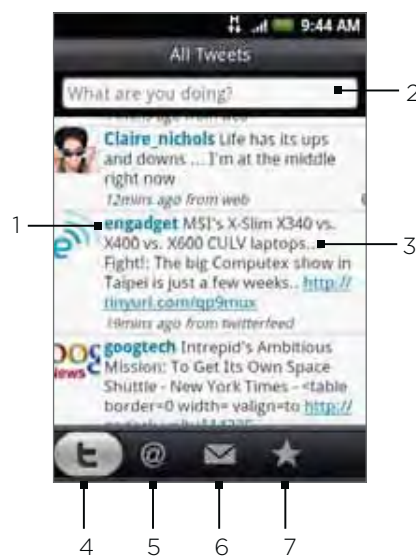 H 9:44 AM
All Tweets
What are you doing?
2
Claire_nichols Life has its ups
and downs ... I'm at the middle
right now
12mins ago from web
1
engadget MSI's X-Slim X340 vs.
X400 vs. X600 CULV laptops...
3
Fight!: The big Computex show in
Taipei is just a few weeks.. http://
tinyurl.com/qp9mux
19mins ago from twitterfeed
googtech Intrepid's Ambitious
News
Mission: To Get Its Own Space
Shuttle - New York Times - <table
border=0 width= valign=to http://
t @
4 5 6 7